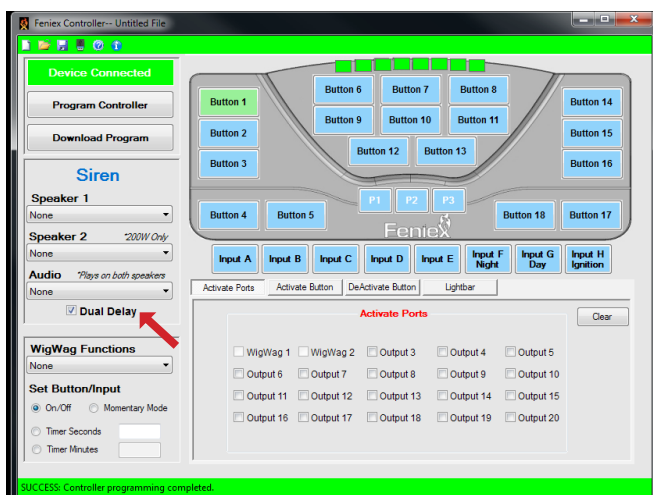 Feniex Controller-- Untitled File
Device Connected
Program Controller
Download Program
Siren
Speaker 1
None
Speaker 2 *200W Only
None
Audio *Plays on both speakers
None
Dual Delay
WigWag Functions
None
Set Button/Input
On/Off Momentary Mode
Timer Seconds
Timer Minutes
Button 6 Button 7 Button 8
Button 1 Button 14
Button 9 Button 10 Button 11
Button 2 Button 15
Button 12 Button 13
Button 3 Button 16
P1 P2 P3
Button 4 Button 5 Button 18 Button 17
Feniex
Input A Input B Input C Input D Input E Input F Night Input G Day Input H Ignition
Activate Ports Activate Button DeActivate Button Lightbar
Activate Ports
Clear
WigWag 1 WigWag 2 Output 3 Output 4 Output 5
Output 6 Output 7 Output 8 Output 9 Output 10
Output 11 Output 12 Output 13 Output 14 Output 15
Output 16 Output 17 Output 18 Output 19 Output 20
SUCCESS: Controller programming completed.